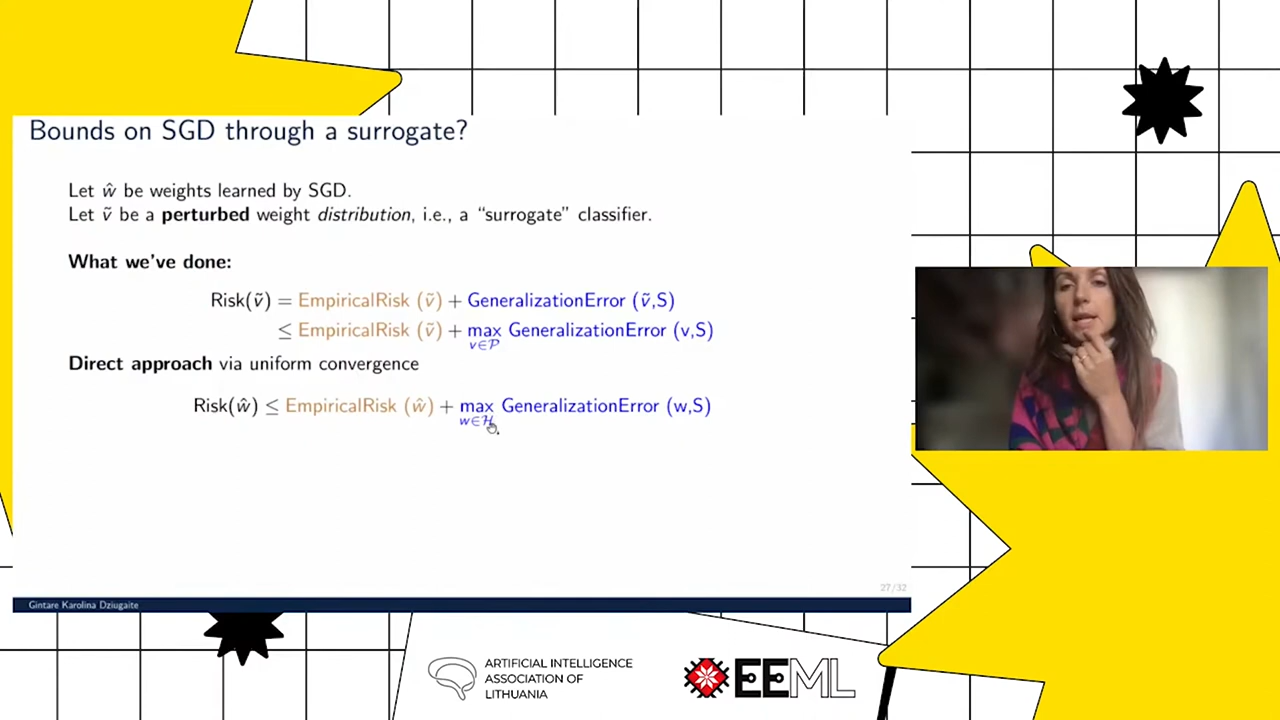 Bounds on SGD through a surrogate?
Let ŵ be weights learned by SGD.
Let ṽ be a perturbed weight distribution, i.e., a “surrogate” classifier.
What we've done:
Risk(ṽ) = EmpiricalRisk (ṽ) + GeneralizationError (ṽ,S)
≤ EmpiricalRisk (ṽ) + max GeneralizationError (v,S)
v∈𝒫
Direct approach via uniform convergence
Risk(ŵ) ≤ EmpiricalRisk (ŵ) + max GeneralizationError (w,S)
w∈ℋ
27/32
Gintare Karolina Dziugaite
ARTIFICIAL INTELLIGENCE
ASSOCIATION OF
LITHUANIA
EEML